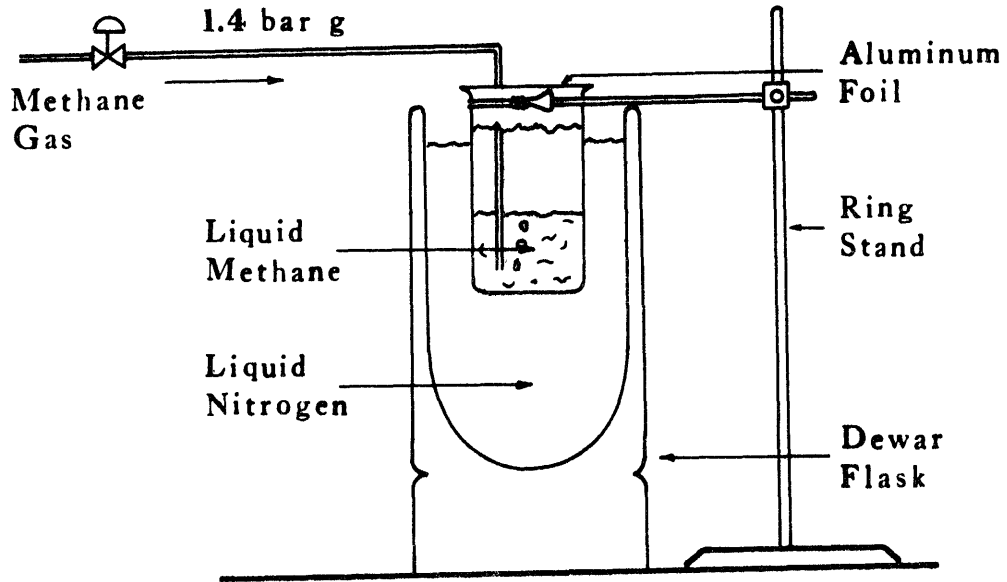 1.4 bar g
Methane
Gas
Aluminum
Foil
Liquid
Methane
Ring
Stand
Liquid
Nitrogen
Dewar
Flask